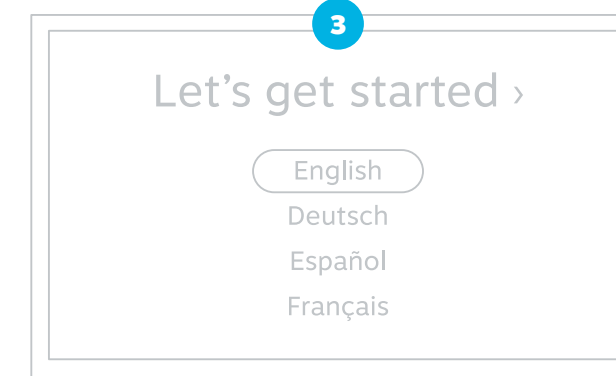 3
Let’s get started ›
English
Deutsch
Español
Français